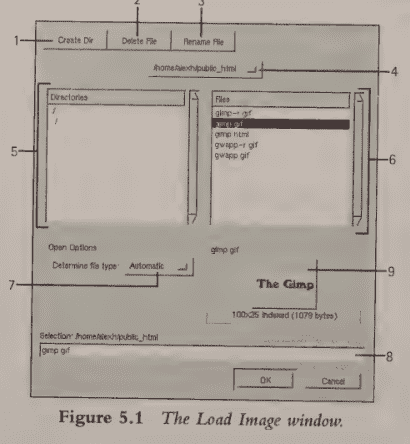 2
3
1
Create Dir Delete File Rename File
/home/alexh/public_html
4
Directories
Files
./
../
gimp-r gif
gimp gif
gimp html
gwapp-r gif
gwapp gif
5
6
Open Options
gimp gif
Determine file type: Automatic
7
9
The Gimp
100x25 Indexed (1079 bytes)
Selection: /home/alexh/public_html
gimp gif
8
OK Cancel
Figure 5.1 The Load Image window.